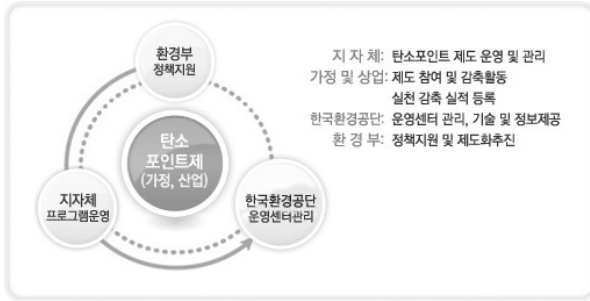 환경부
정책지원
탄소
포인트제
(가정, 산업)
지자체
프로그램운영
한국환경공단
운영센터관리
지 자 체: 탄소포인트 제도 운영 및 관리
가정 및 상업: 제도 참여 및 감축활동
실천 감축 실적 등록
한국환경공단: 운영센터 관리, 기술 및 정보제공
환 경 부: 정책지원 및 제도화추진